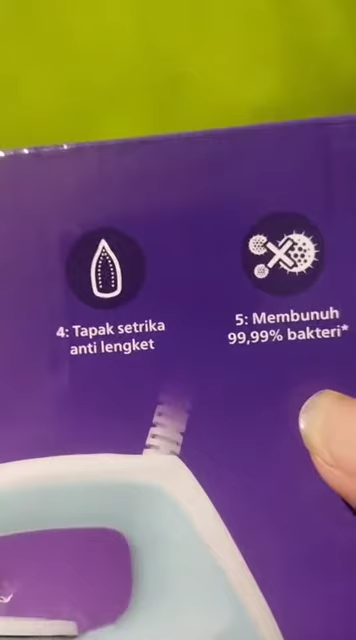 4: Tapak setrika
anti lengket
5: Membunuh
99,99% bakteri*